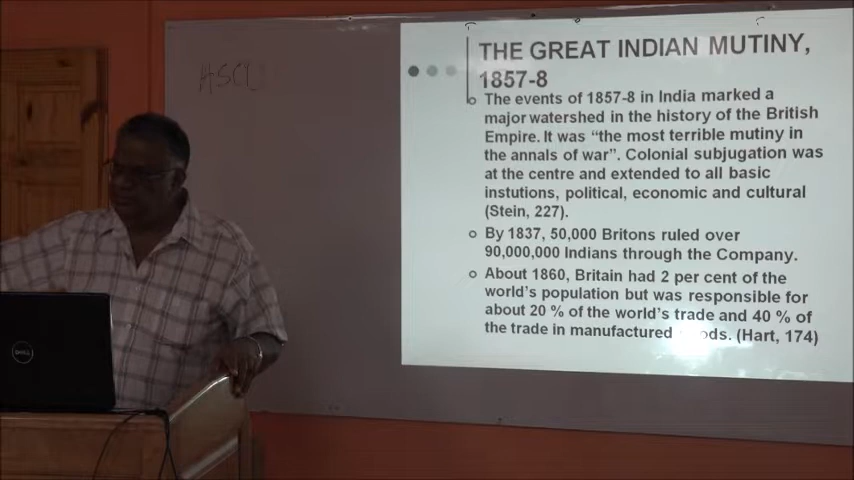 ASCL
THE GREAT INDIAN MUTINY,
1857-8
The events of 1857-8 in India marked a
major watershed in the history of the British
Empire. It was “the most terrible mutiny in
the annals of war”. Colonial subjugation was
at the centre and extended to all basic
instutions, political, economic and cultural
(Stein, 227).
By 1837, 50,000 Britons ruled over
90,000,000 Indians through the Company.
About 1860, Britain had 2 per cent of the
world’s population but was responsible for
about 20 % of the world’s trade and 40 % of
the trade in manufactured goods. (Hart, 174)
DELL